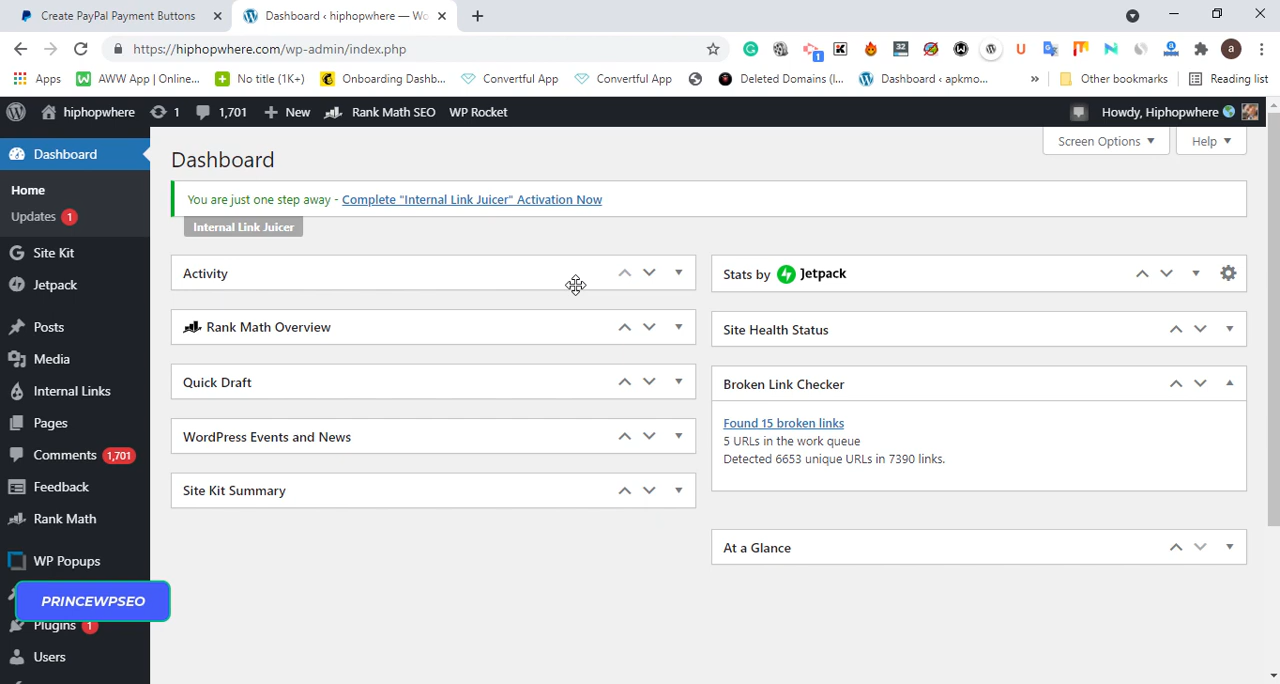 Create PayPal Payment Buttons
Dashboard ‹ hiphopwhere — Wo
https://hiphopwhere.com/wp-admin/index.php
Apps
AWW App | Online...
No title (1K+)
Onboarding Dashb...
Convertful App
Convertful App
Deleted Domains (I...
Dashboard ‹ apkmo...
Other bookmarks
Reading list
hiphopwhere 1 1,701 New Rank Math SEO WP Rocket
Howdy, Hiphopwhere
Screen Options Help
Dashboard
Home
Updates 1
Site Kit
Jetpack
Posts
Media
Internal Links
Pages
Comments 1,701
Feedback
Rank Math
WP Popups
PRINCEWPSEO
Plugins 1
Users
Dashboard
You are just one step away - Complete "Internal Link Juicer" Activation Now
Internal Link Juicer
Activity
Rank Math Overview
Quick Draft
WordPress Events and News
Site Kit Summary
Stats by Jetpack
Site Health Status
Broken Link Checker
Found 15 broken links
5 URLs in the work queue
Detected 6653 unique URLs in 7390 links.
At a Glance